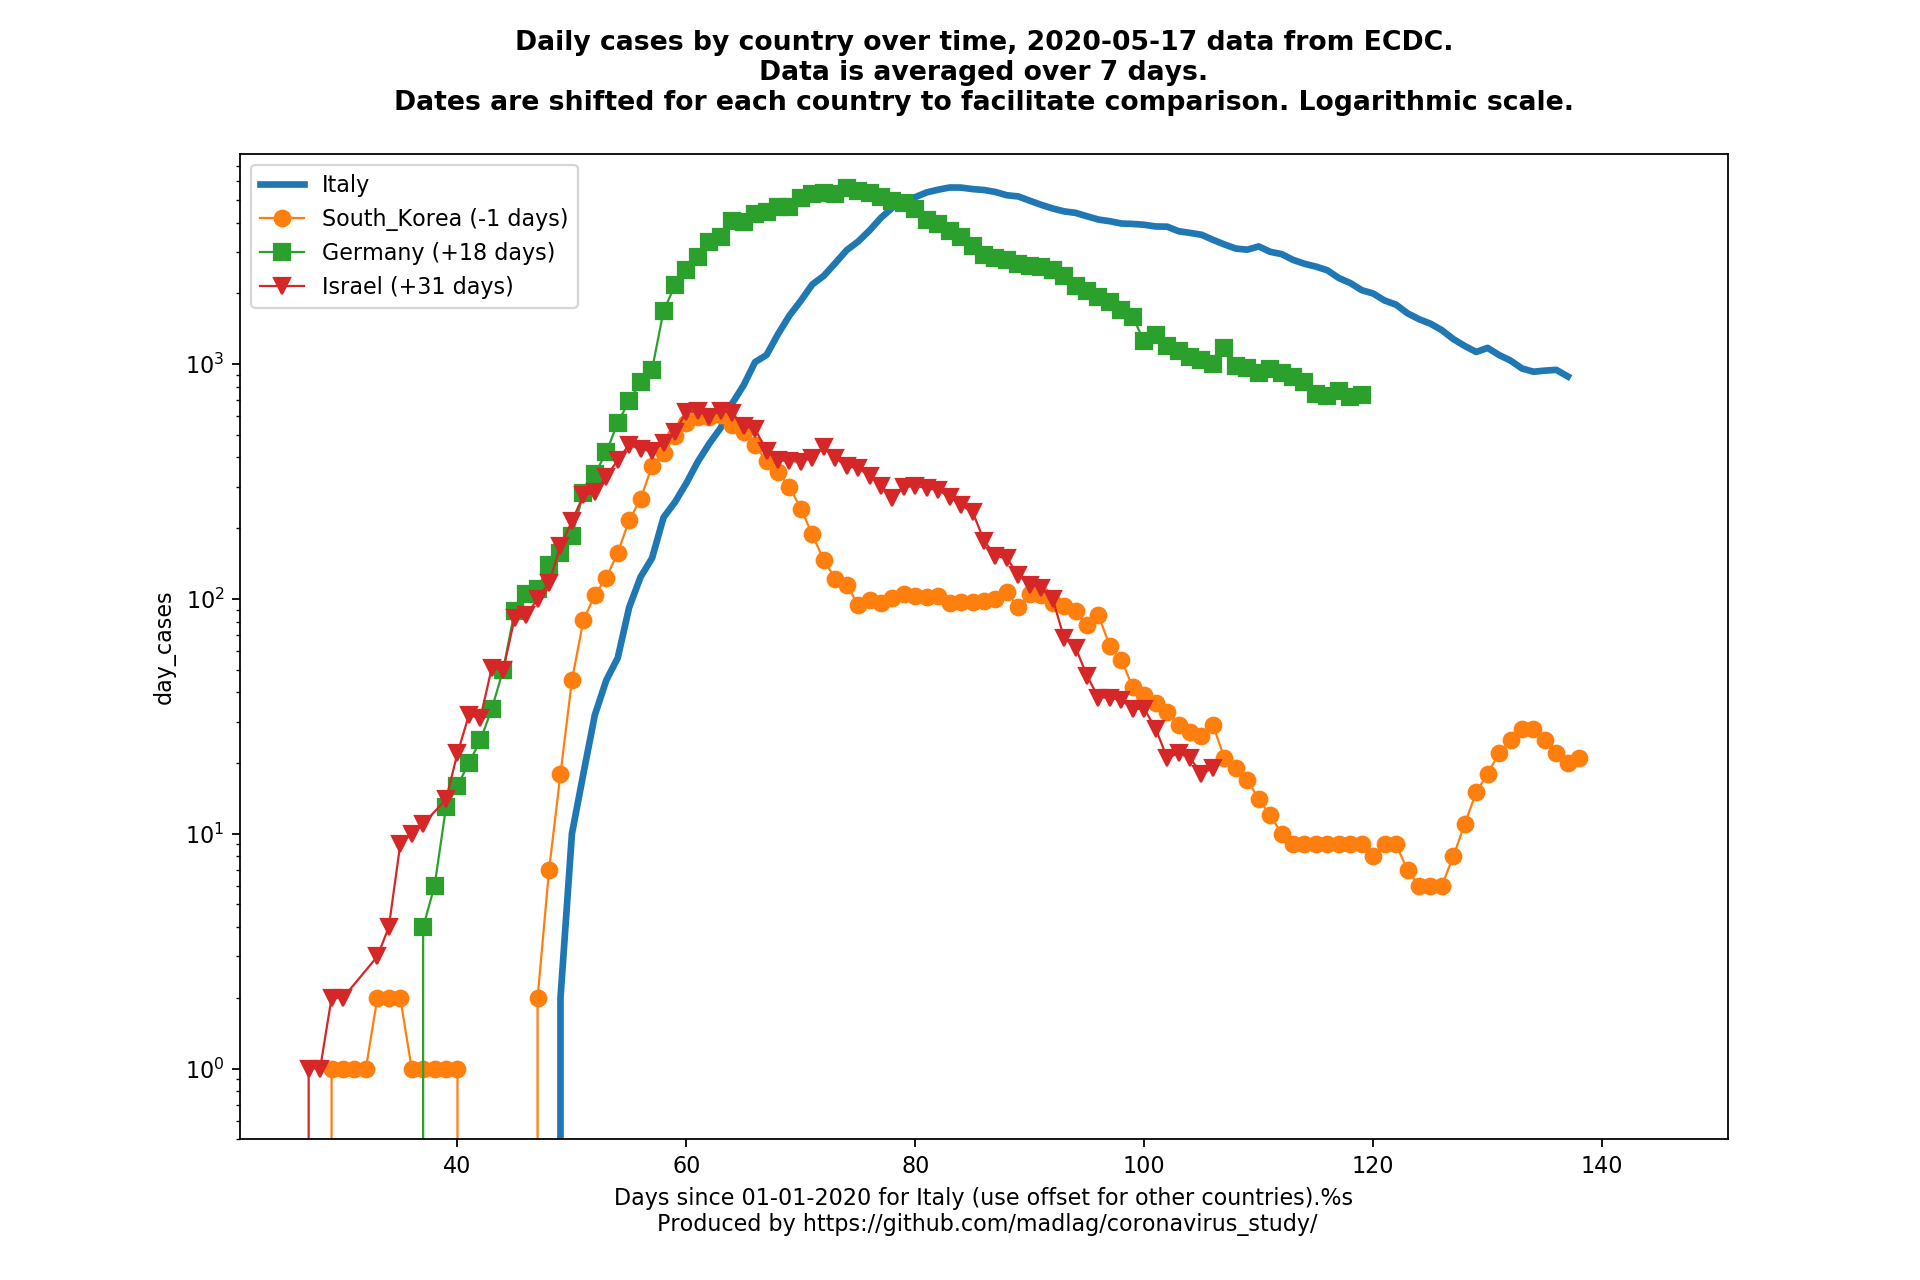 Daily cases by country over time, 2020-05-17 data from ECDC.
Data is averaged over 7 days.
Dates are shifted for each country to facilitate comparison. Logarithmic scale.
Italy
South_Korea (-1 days)
Germany (+18 days)
Israel (+31 days)
10³
10²
10¹
10⁰
day_cases
40 60 80 100 120 140
Days since 01-01-2020 for Italy (use offset for other countries).%s
Produced by https://github.com/madlag/coronavirus_study/